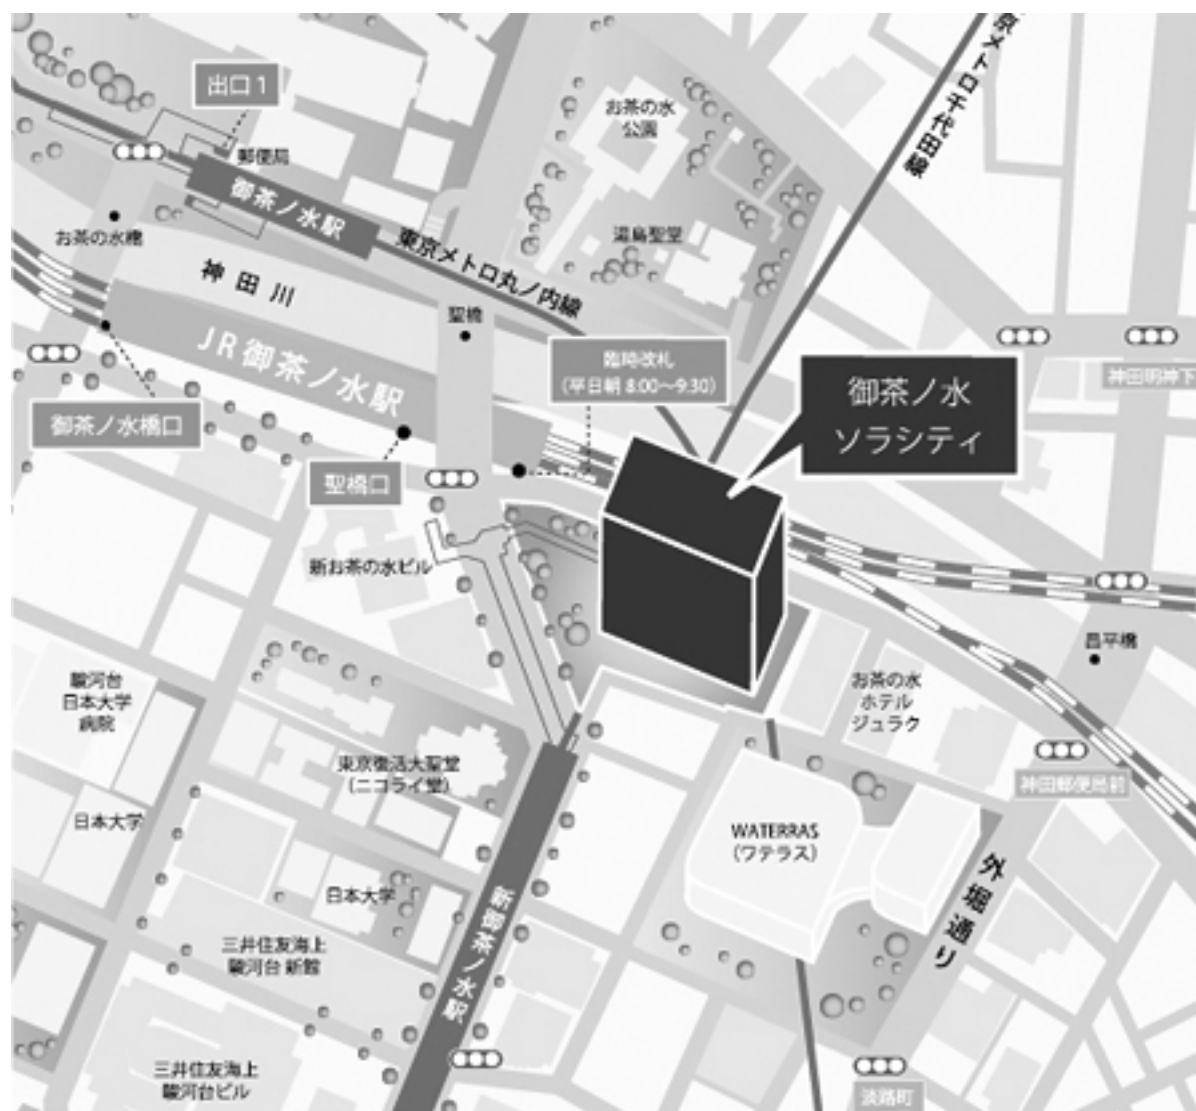 出口1
郵便局
御茶ノ水駅
お茶の水橋
神田川
東京メトロ丸ノ内線
JR御茶ノ水駅
聖橋
お茶の水
公園
湯島聖堂
京メトロ千代田線
臨時改札
(平日朝 8:00〜9:30)
御茶ノ水
ソラシティ
神田明神下
御茶ノ水橋口
聖橋口
新お茶の水ビル
昌平橋
駿河台
日本大学
病院
お茶の水
ホテル
ジュラク
東京復活大聖堂
(ニコライ堂)
神田郵便局前
日本大学
WATERRAS
(ワテラス)
日本大学
外堀通り
新御茶ノ水駅
三井住友海上
駿河台 新館
三井住友海上
駿河台ビル
淡路町